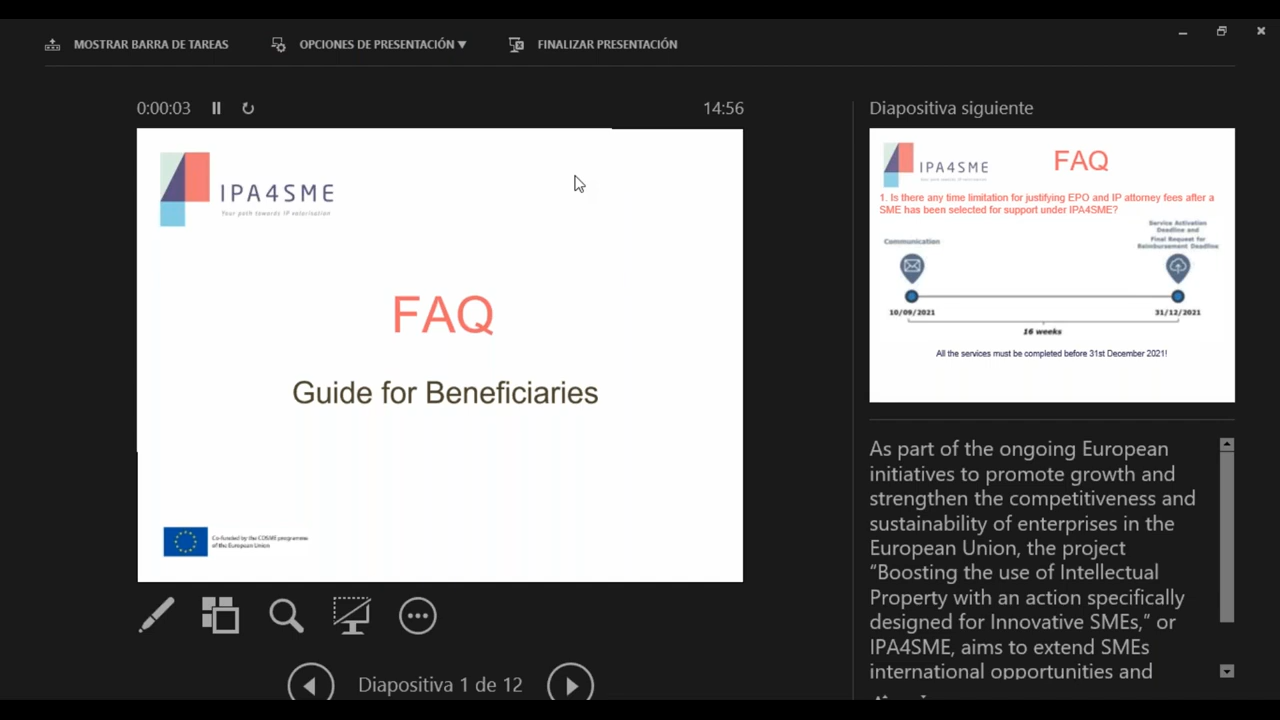 MOSTRAR BARRA DE TAREAS
OPCIONES DE PRESENTACIÓN
FINALIZAR PRESENTACIÓN
0:00:03
14:56
IPA4SME
Your path towards IP valorisation
FAQ
Guide for Beneficiaries
Co-funded by the COSME programme
of the European Union
Diapositiva 1 de 12
Diapositiva siguiente
IPA4SME
FAQ
1. Is there any time limitation for justifying EPO and IP attorney fees after a
SME has been selected for support under IPA4SME?
Communication
Service Activation
Deadline and
Final Request for
Reimbursement Deadline
10/09/2021
31/12/2021
16 weeks
All the services must be completed before 31st December 2021!
As part of the ongoing European
initiatives to promote growth and
strengthen the competitiveness and
sustainability of enterprises in the
European Union, the project
“Boosting the use of Intellectual
Property with an action specifically
designed for Innovative SMEs,” or
IPA4SME, aims to extend SMEs
international opportunities and